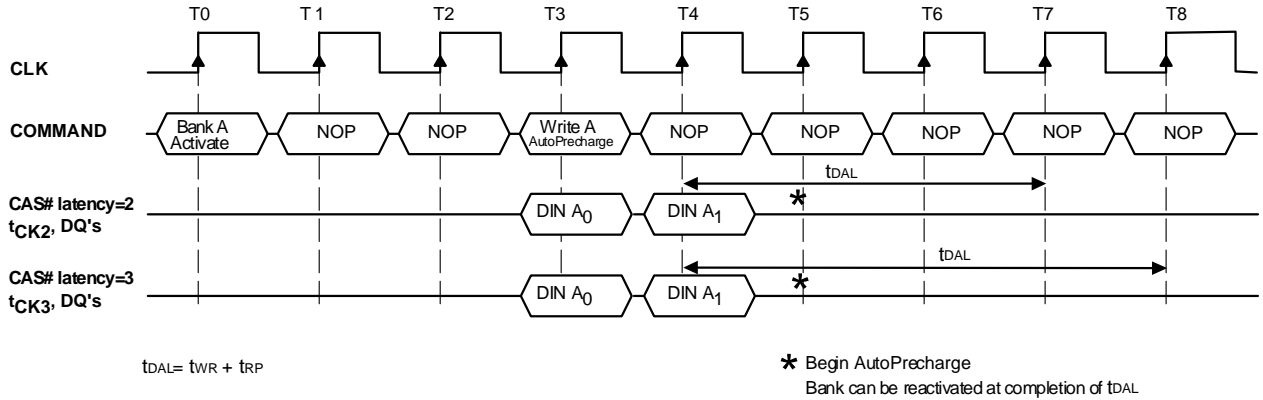 T0 T1 T2 T3 T4 T5 T6 T7 T8
CLK
COMMAND
Bank A
Activate
NOP
NOP
Write A
AutoPrecharge
NOP
NOP
NOP
NOP
NOP
tDAL
CAS# latency=2
tCK2, DQ's
DIN A0
DIN A1
*
tDAL
CAS# latency=3
tCK3, DQ's
DIN A0
DIN A1
*
tDAL= tWR + tRP
* Begin AutoPrecharge
Bank can be reactivated at completion of tDAL